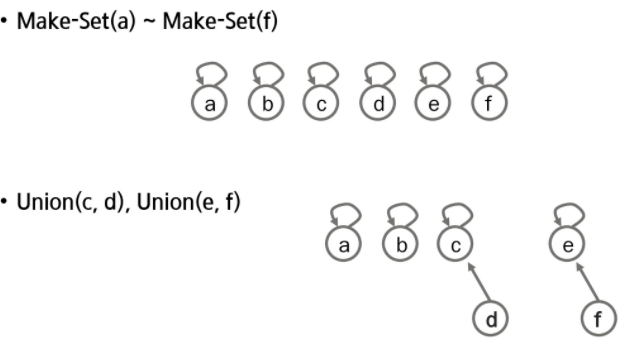 • Make-Set(a) ~ Make-Set(f)
a b c d e f
• Union(c, d), Union(e, f)
a b c e
d f